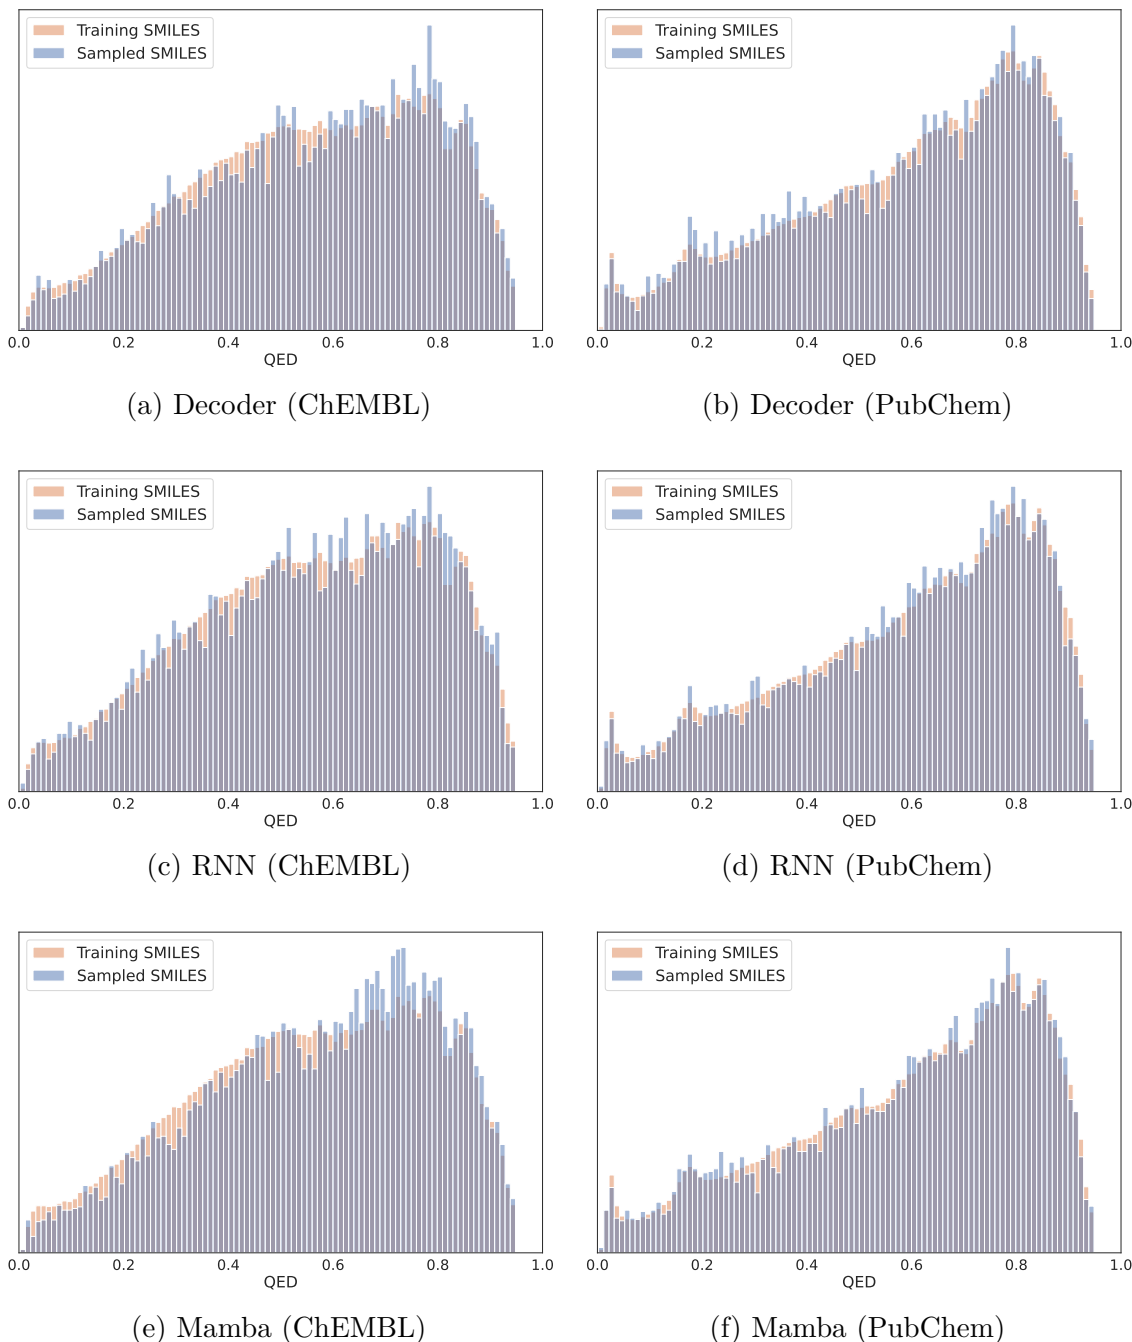 Training SMILES
Sampled SMILES
0.0 0.2 0.4 0.6 0.8 1.0
QED
(a) Decoder (ChEMBL)
Training SMILES
Sampled SMILES
0.0 0.2 0.4 0.6 0.8 1.0
QED
(b) Decoder (PubChem)
Training SMILES
Sampled SMILES
0.0 0.2 0.4 0.6 0.8 1.0
QED
(c) RNN (ChEMBL)
Training SMILES
Sampled SMILES
0.0 0.2 0.4 0.6 0.8 1.0
QED
(d) RNN (PubChem)
Training SMILES
Sampled SMILES
0.0 0.2 0.4 0.6 0.8 1.0
QED
(e) Mamba (ChEMBL)
Training SMILES
Sampled SMILES
0.0 0.2 0.4 0.6 0.8 1.0
QED
(f) Mamba (PubChem)